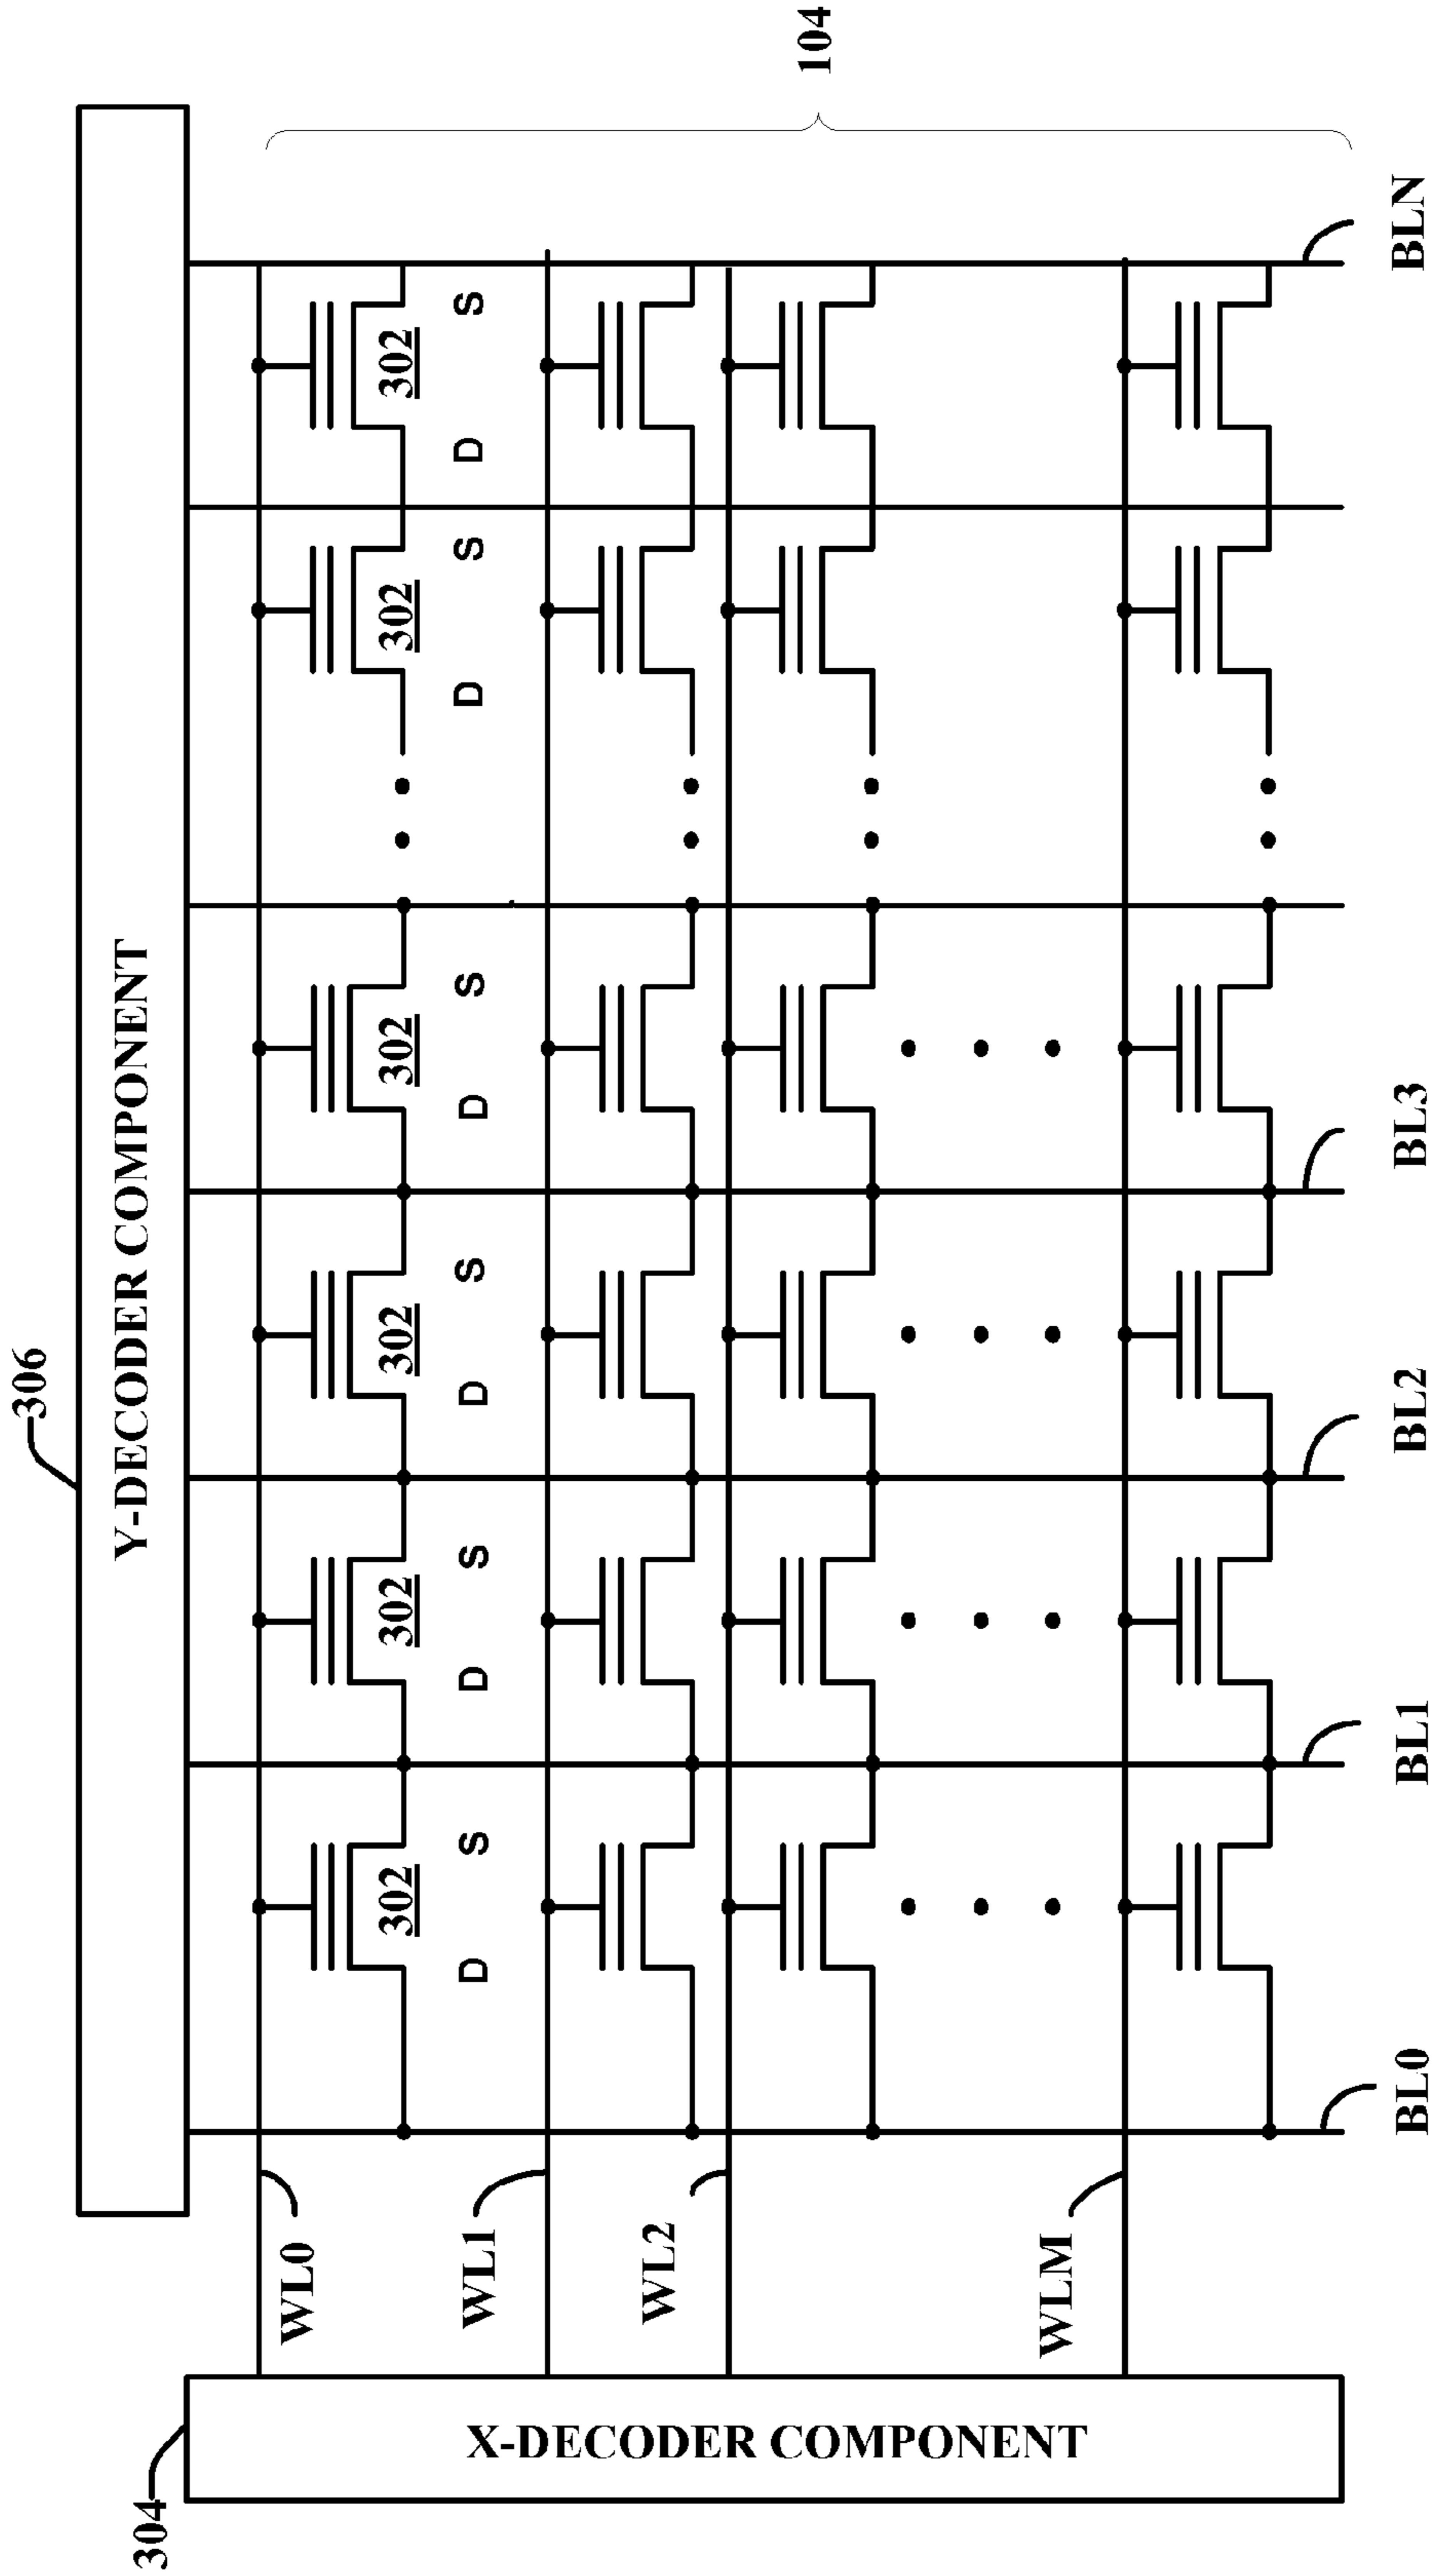 306
Y-DECODER COMPONENT
104
302 302 302 302 302 302
D S D S D S D S D S D S
WL0
WL1
WL2
WLM
304
X-DECODER COMPONENT
BL0 BL1 BL2 BL3 BLN